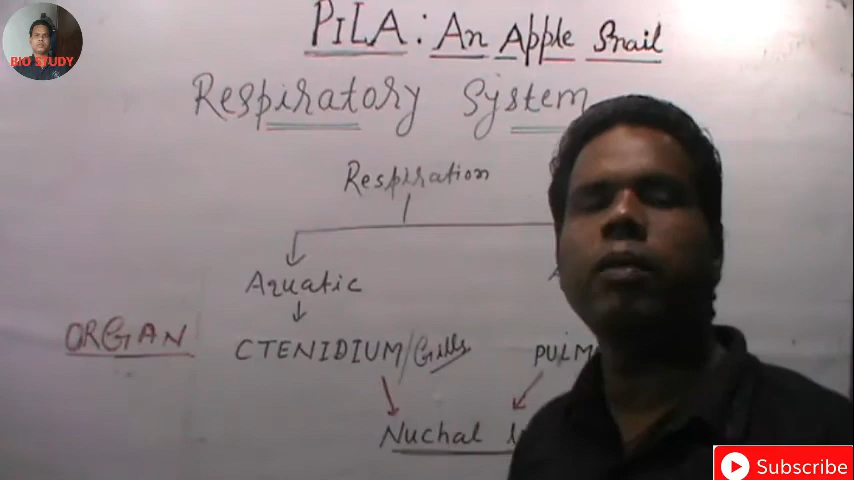 PILA: An Apple Snail
BIO STUDY
Respiratory System
Respiration
Aquatic
ORGAN
CTENIDIUM/Gills
PULM
Nuchal
Subscribe